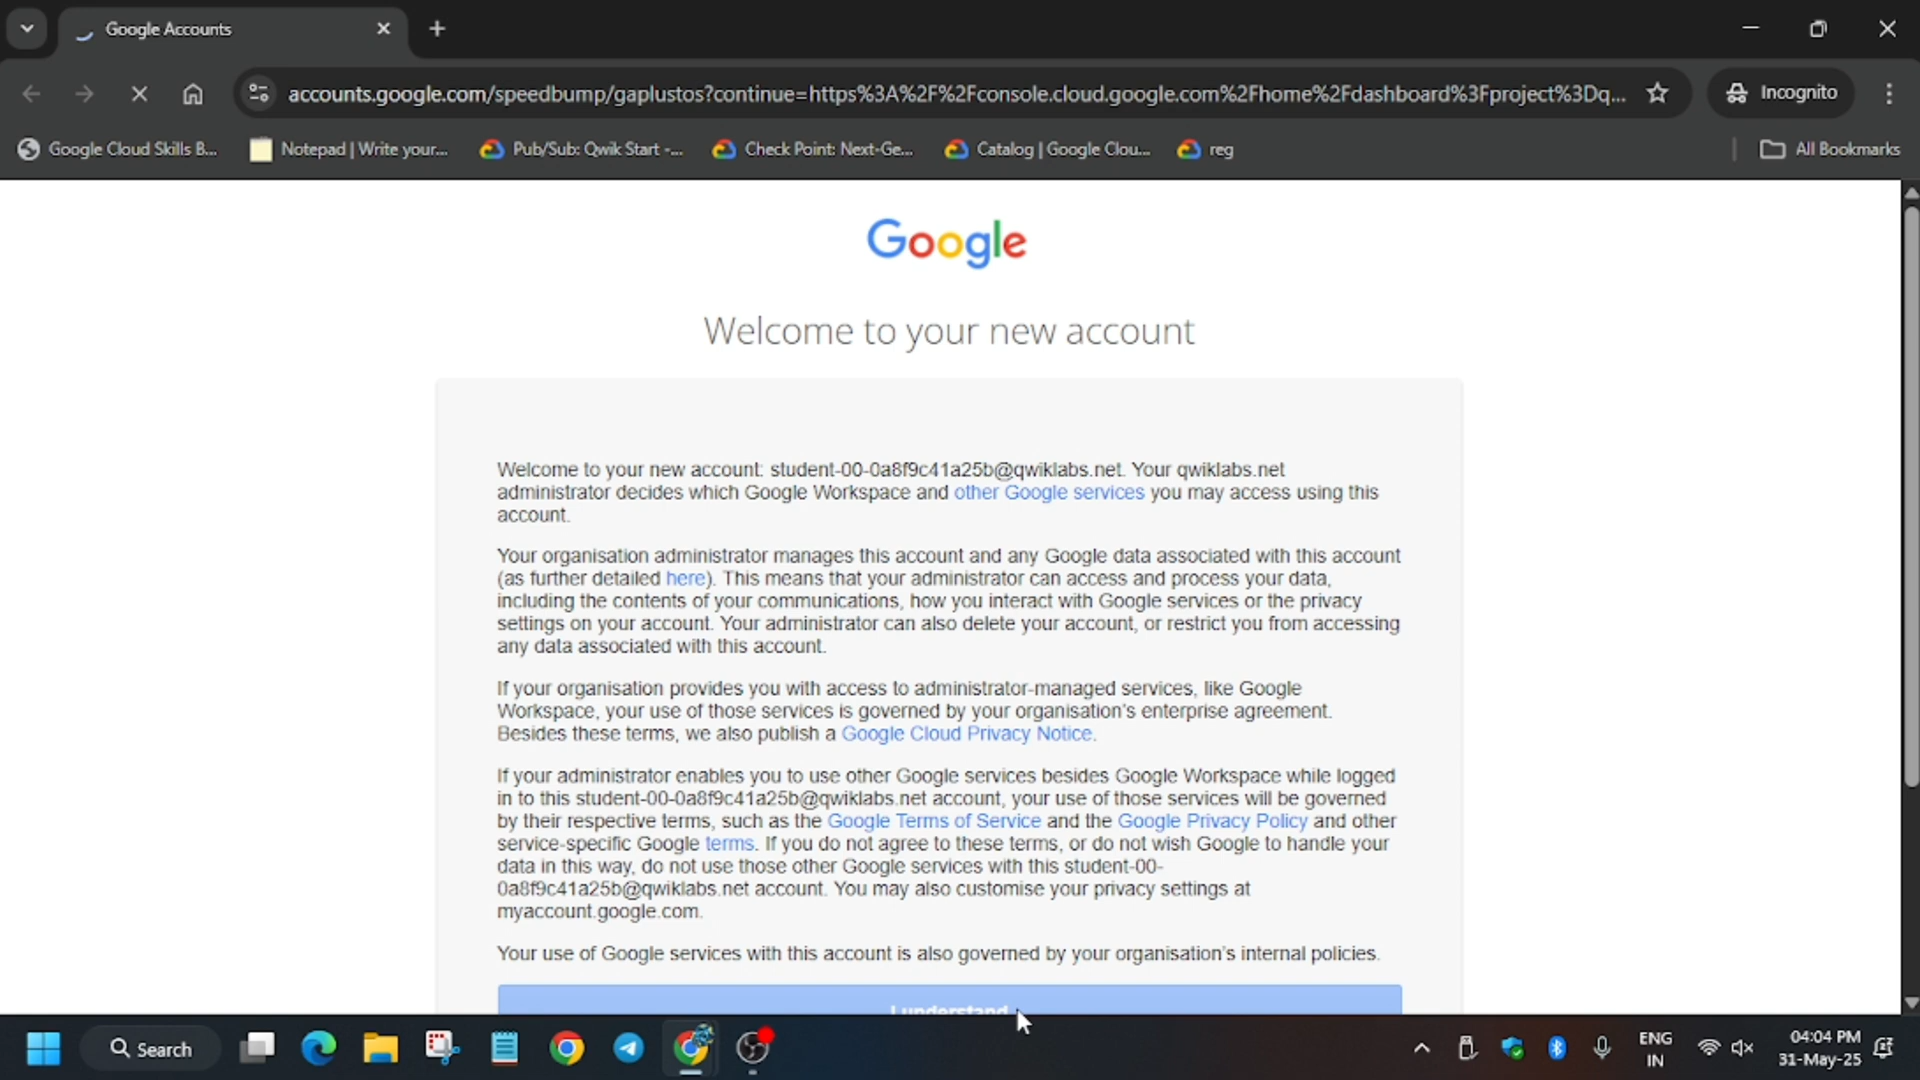 Google Accounts
accounts.google.com/speedbump/gaplustos?continue=https%3A%2F%2Fconsole.cloud.google.com%2Fhome%2Fdashboard%3Fproject%3Dq...
Incognito
Google Cloud Skills B...
Notepad | Write your...
Pub/Sub: Qwik Start -...
Check Point: Next-Ge...
Catalog | Google Clou...
reg
All Bookmarks
Google
Welcome to your new account
Welcome to your new account: student-00-0a8f9c41a25b@qwiklabs.net. Your qwiklabs.net
administrator decides which Google Workspace and other Google services you may access using this
account.
Your organisation administrator manages this account and any Google data associated with this account
(as further detailed here). This means that your administrator can access and process your data,
including the contents of your communications, how you interact with Google services or the privacy
settings on your account. Your administrator can also delete your account, or restrict you from accessing
any data associated with this account.
If your organisation provides you with access to administrator-managed services, like Google
Workspace, your use of those services is governed by your organisation's enterprise agreement.
Besides these terms, we also publish a Google Cloud Privacy Notice.
If your administrator enables you to use other Google services besides Google Workspace while logged
in to this student-00-0a8f9c41a25b@qwiklabs.net account, your use of those services will be governed
by their respective terms, such as the Google Terms of Service and the Google Privacy Policy and other
service-specific Google terms. If you do not agree to these terms, or do not wish Google to handle your
data in this way, do not use those other Google services with this student-00-
0a8f9c41a25b@qwiklabs.net account. You may also customise your privacy settings at
myaccount.google.com.
Your use of Google services with this account is also governed by your organisation's internal policies.
I understand
Search
ENG
IN
04:04 PM
31-May-25